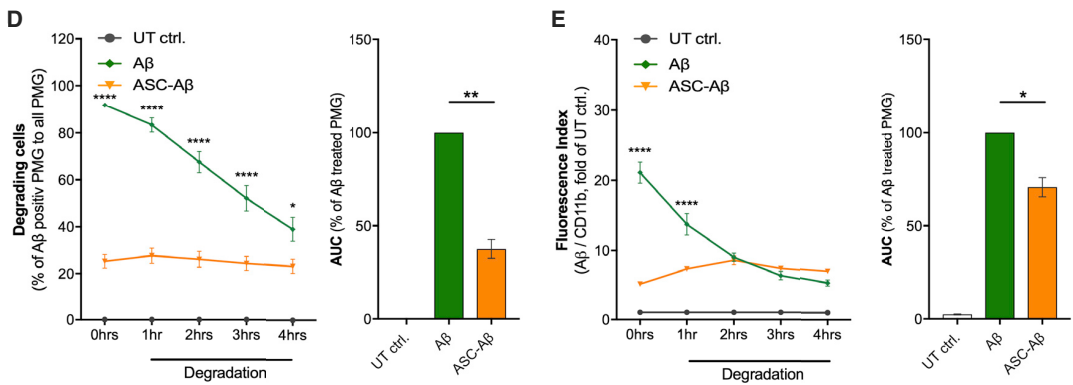 D
UT ctrl.
Aβ
ASC-Aβ
Degrading cells
(% of Aβ positiv PMG to all PMG)
120
100
80
60
40
20
0
****
****
****
****
*
0hrs 1hr 2hrs 3hrs 4hrs
Degradation
AUC (% of Aβ treated PMG)
150
100
50
0
**
UT ctrl. Aβ ASC-Aβ
E
UT ctrl.
Aβ
ASC-Aβ
Fluorescence Index
(Aβ / CD11b, fold of UT ctrl.)
40
30
20
10
0
****
****
0hrs 1hr 2hrs 3hrs 4hrs
Degradation
AUC (% of Aβ treated PMG)
150
100
50
0
*
UT ctrl. Aβ ASC-Aβ